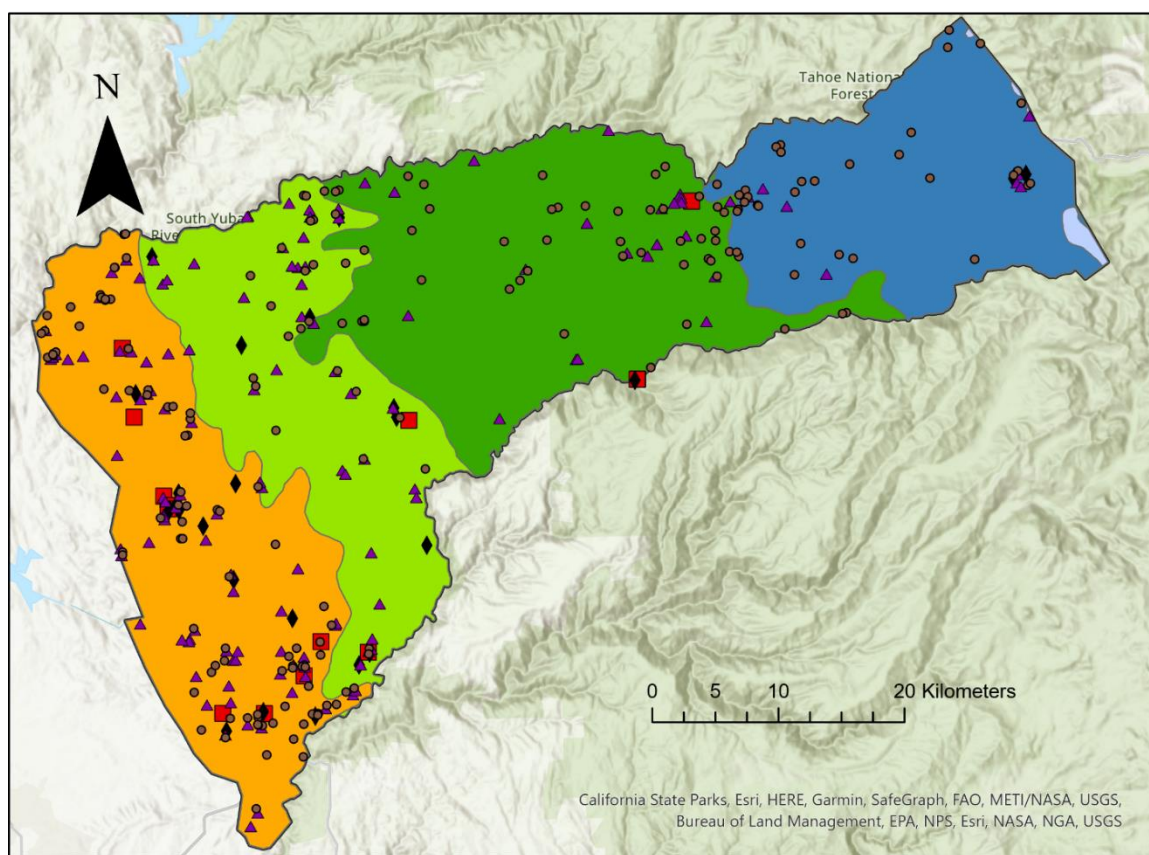 N
Tahoe National
Forest
South Yuba
River
0 5 10 20 Kilometers
California State Parks, Esri, HERE, Garmin, SafeGraph, FAO, METI/NASA, USGS,
Bureau of Land Management, EPA, NPS, Esri, NASA, NGA, USGS